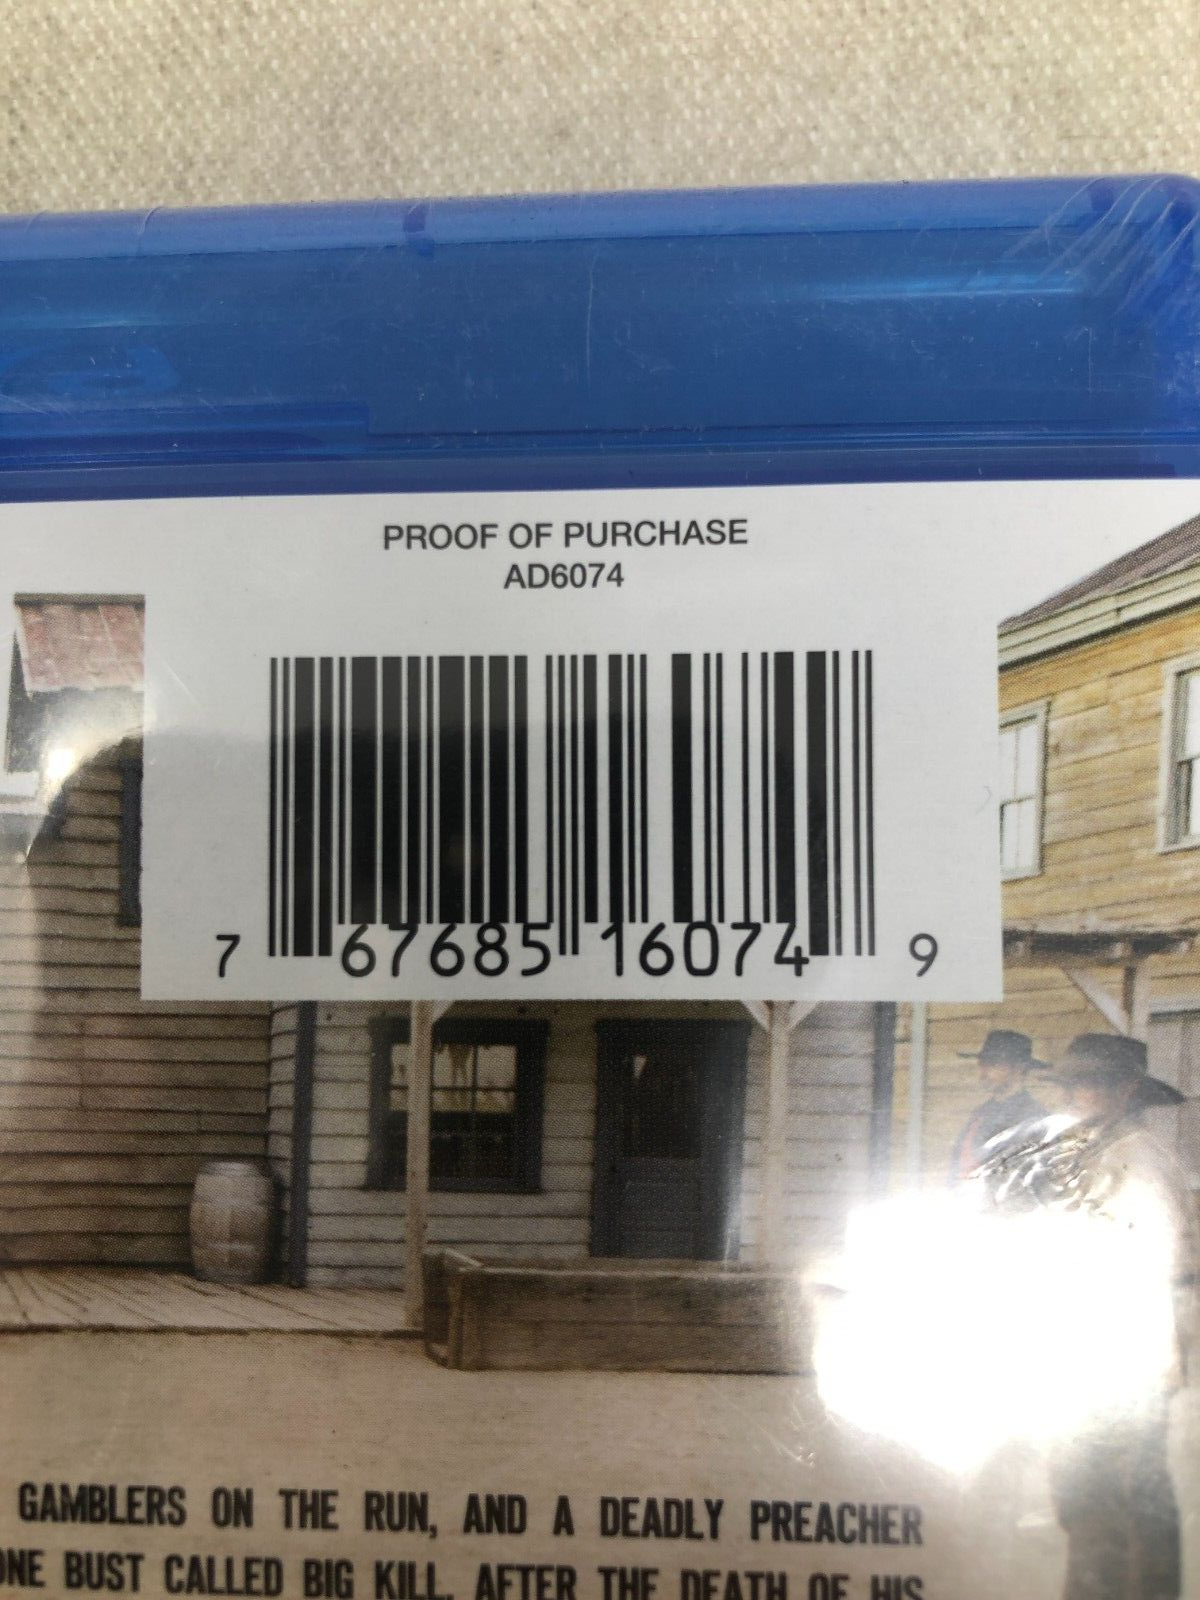 PROOF OF PURCHASE
AD6074
7 67685 16074 9
GAMBLERS ON THE RUN, AND A DEADLY PREACHER
BUST CALLED BIG KILL. AFTER THE DEATH OF HIS